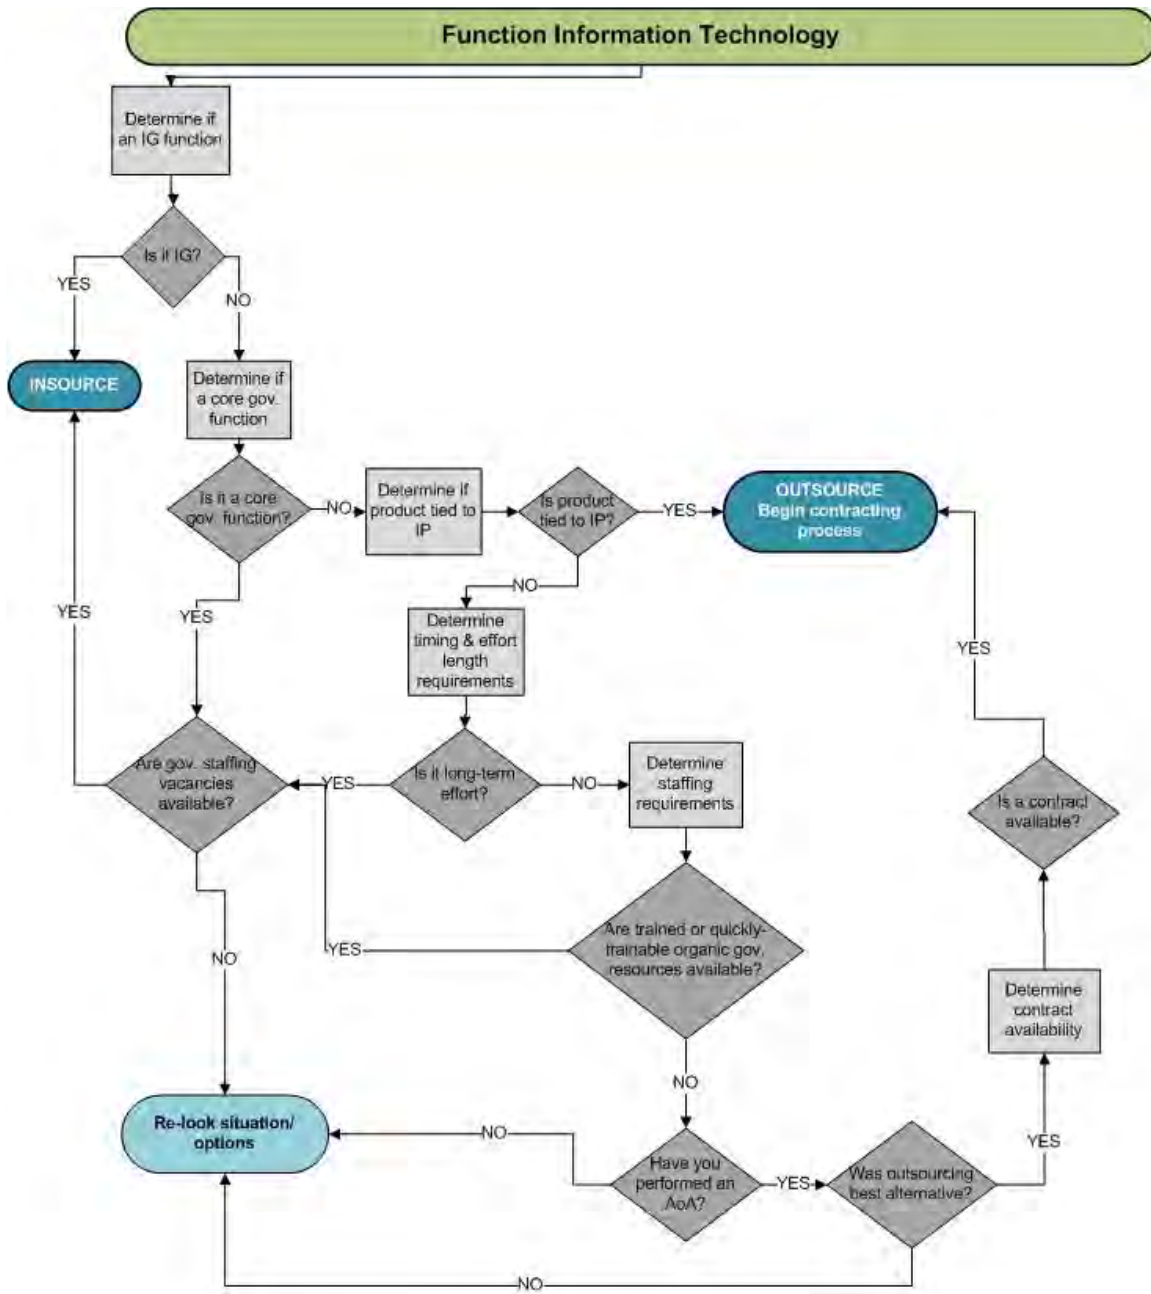 Function Information Technology
Determine if
an IG function
Is it IG?
YES
NO
INSOURCE
Determine if
a core gov.
function
Is it a core
gov. function?
NO
Determine if
product tied to
IP
Is product
tied to IP?
YES
OUTSOURCE
Begin contracting
process
NO
YES
YES
Determine
timing & effort
length
requirements
YES
Are gov. staffing
vacancies
available?
YES
Is it long-term
effort?
NO
Determine
staffing
requirements
Is a contract
available?
Are trained or quickly-
trainable organic gov.
resources available?
YES
NO
Determine
contract
availability
NO
Re-look situation/
options
NO
Have you
performed an
AoA?
YES
Was outsourcing
best alternative?
YES
NO